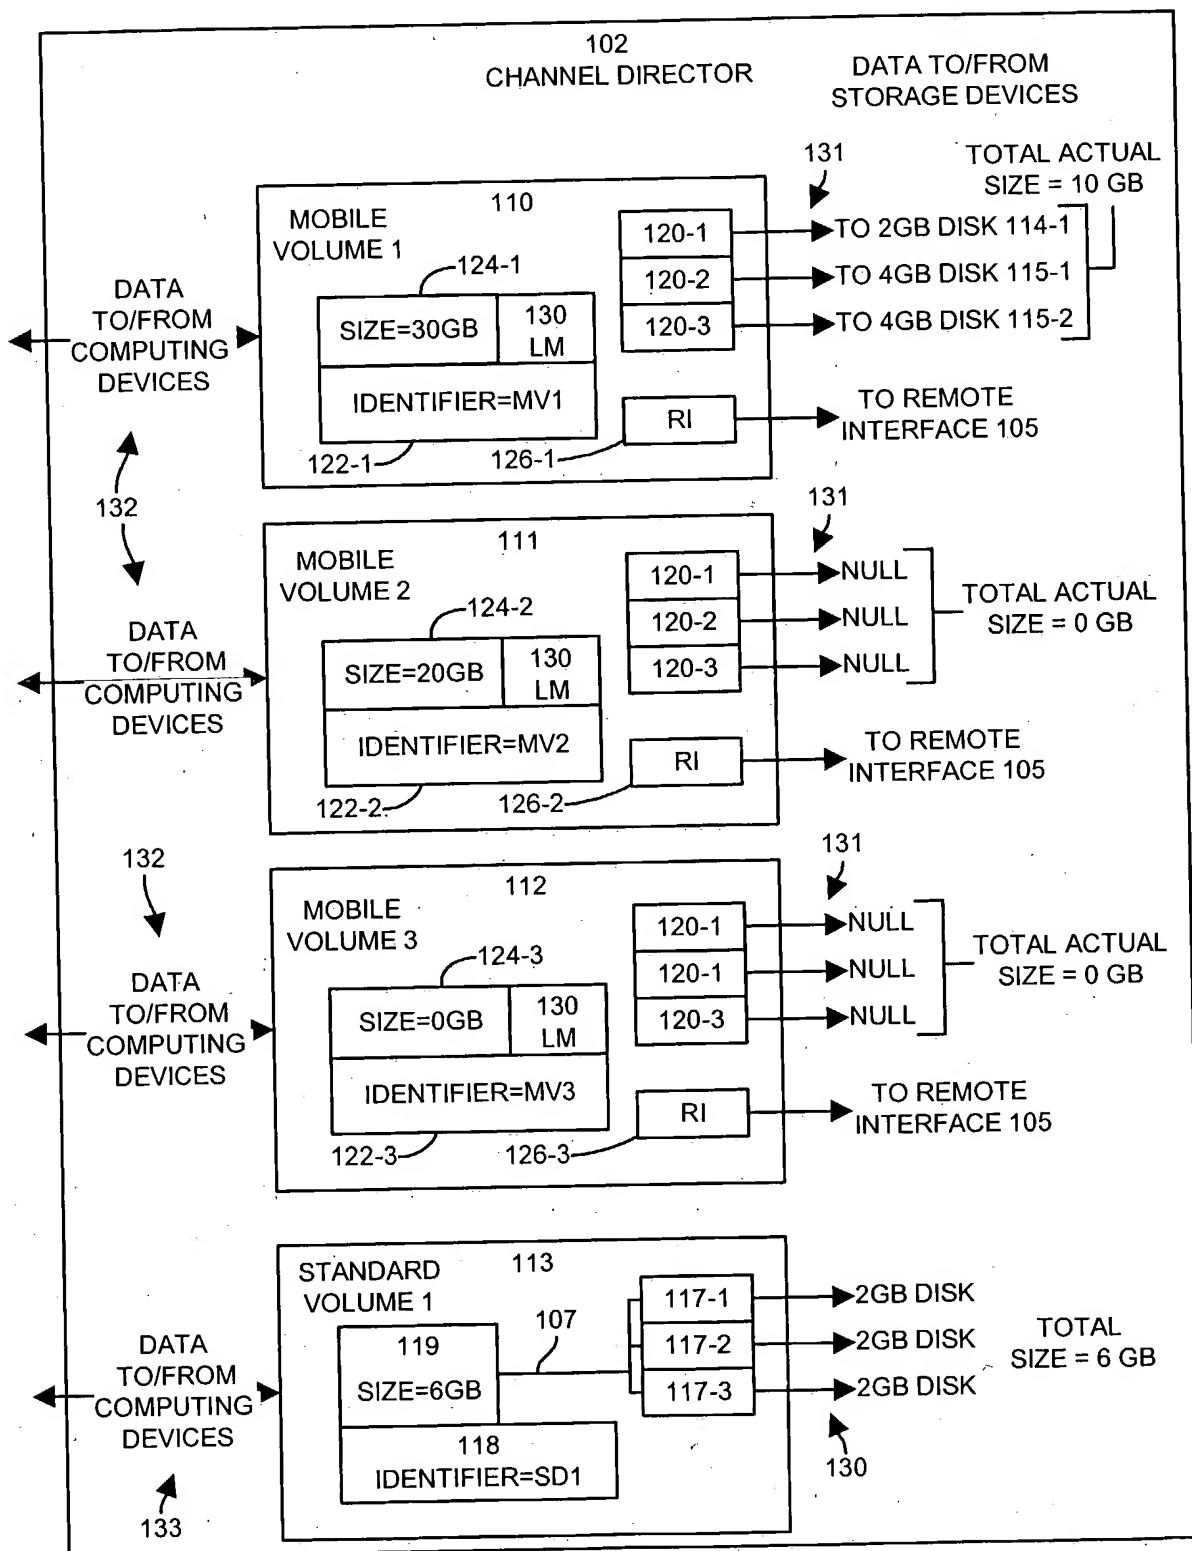 102
CHANNEL DIRECTOR
DATA TO/FROM
STORAGE DEVICES
131
TOTAL ACTUAL
SIZE = 10 GB
110
MOBILE
VOLUME 1
124-1
SIZE=30GB
130
LM
IDENTIFIER=MV1
122-1
120-1
120-2
120-3
TO 2GB DISK 114-1
TO 4GB DISK 115-1
TO 4GB DISK 115-2
RI
126-1
TO REMOTE
INTERFACE 105
DATA
TO/FROM
COMPUTING
DEVICES
132
131
111
MOBILE
VOLUME 2
124-2
SIZE=20GB
130
LM
IDENTIFIER=MV2
122-2
120-1
120-2
120-3
NULL
NULL
NULL
TOTAL ACTUAL
SIZE = 0 GB
RI
126-2
TO REMOTE
INTERFACE 105
DATA
TO/FROM
COMPUTING
DEVICES
132
131
112
MOBILE
VOLUME 3
124-3
SIZE=0GB
130
LM
IDENTIFIER=MV3
122-3
120-1
120-1
120-3
NULL
NULL
NULL
TOTAL ACTUAL
SIZE = 0 GB
RI
126-3
TO REMOTE
INTERFACE 105
DATA
TO/FROM
COMPUTING
DEVICES
113
STANDARD
VOLUME 1
119
SIZE=6GB
107
118
IDENTIFIER=SD1
117-1
117-2
117-3
2GB DISK
2GB DISK
2GB DISK
TOTAL
SIZE = 6 GB
130
DATA
TO/FROM
COMPUTING
DEVICES
133